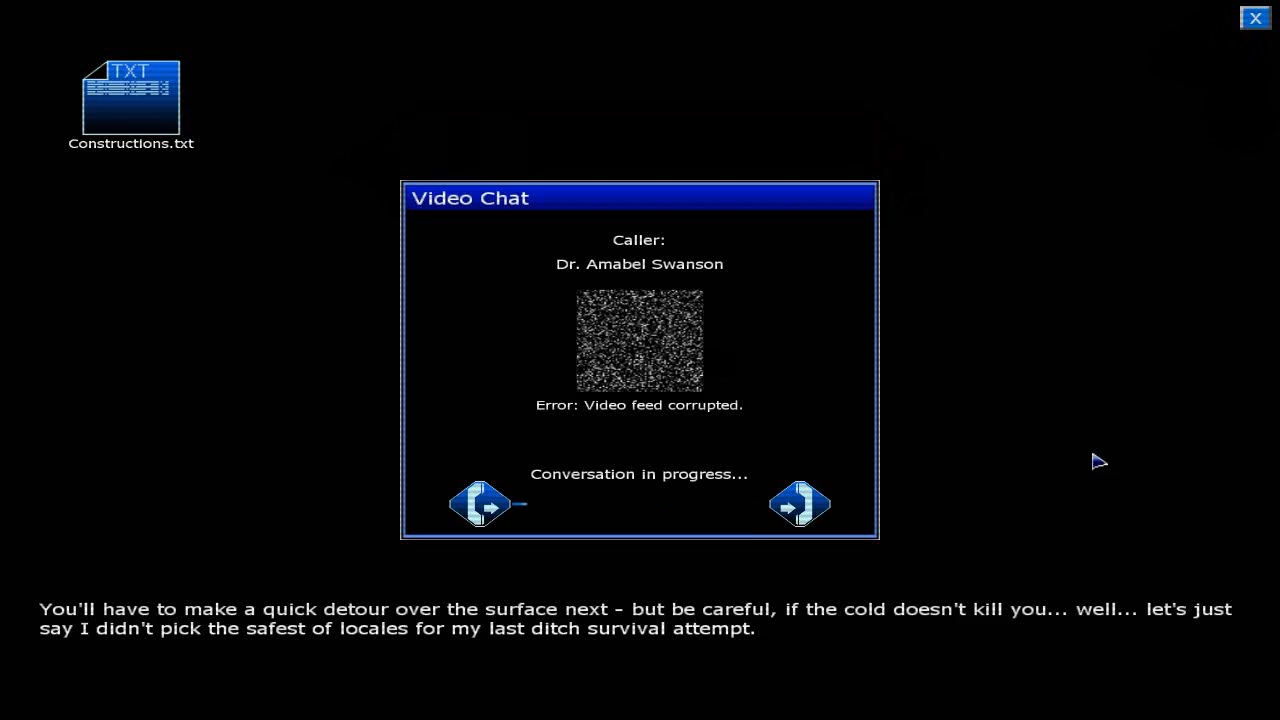 X
TXT
Constructions.txt
Video Chat
Caller:
Dr. Amabel Swanson
Error: Video feed corrupted.
Conversation in progress...
You'll have to make a quick detour over the surface next - but be careful, if the cold doesn't kill you... well... let's just
say I didn't pick the safest of locales for my last ditch survival attempt.